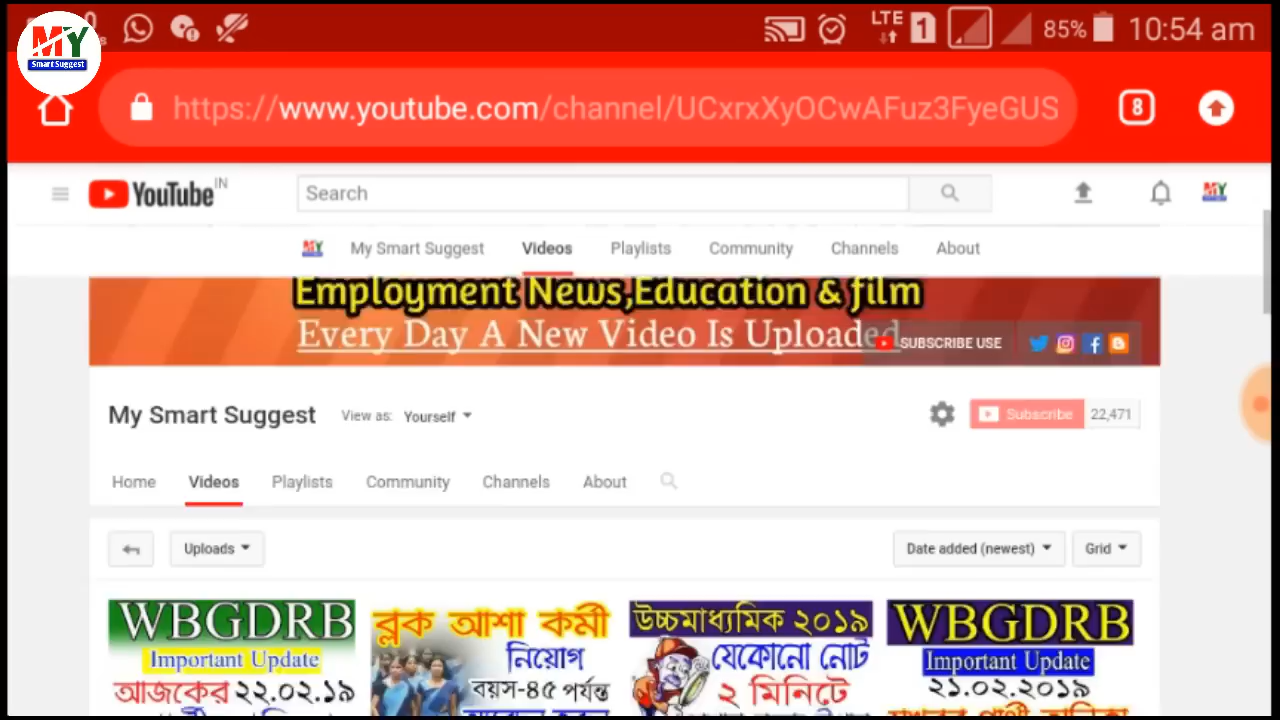 MY
Smart Suggest
LTE
1
85%
10:54 am
https://www.youtube.com/channel/UCxrxXyOCwAFuz3FyeGUS
8
YouTube IN
Search
MY
MY
My Smart Suggest
Videos
Playlists
Community
Channels
About
Employment News,Education & film
Every Day A New Video Is Uploaded
SUBSCRIBE USE
My Smart Suggest
View as: Yourself
Subscribe 22,471
Home
Videos
Playlists
Community
Channels
About
Uploads
Date added (newest)
Grid
WBGDRB
Important Update
আজকের ২২.০২.১৯
ব্লক আশা কর্মী
নিয়োগ
বয়স-৪৫ পর্যন্ত
উচ্চমাধ্যমিক ২০১৯
যেকোনো নোট
২ মিনিটে
WBGDRB
Important Update
২১.০২.২০১৯